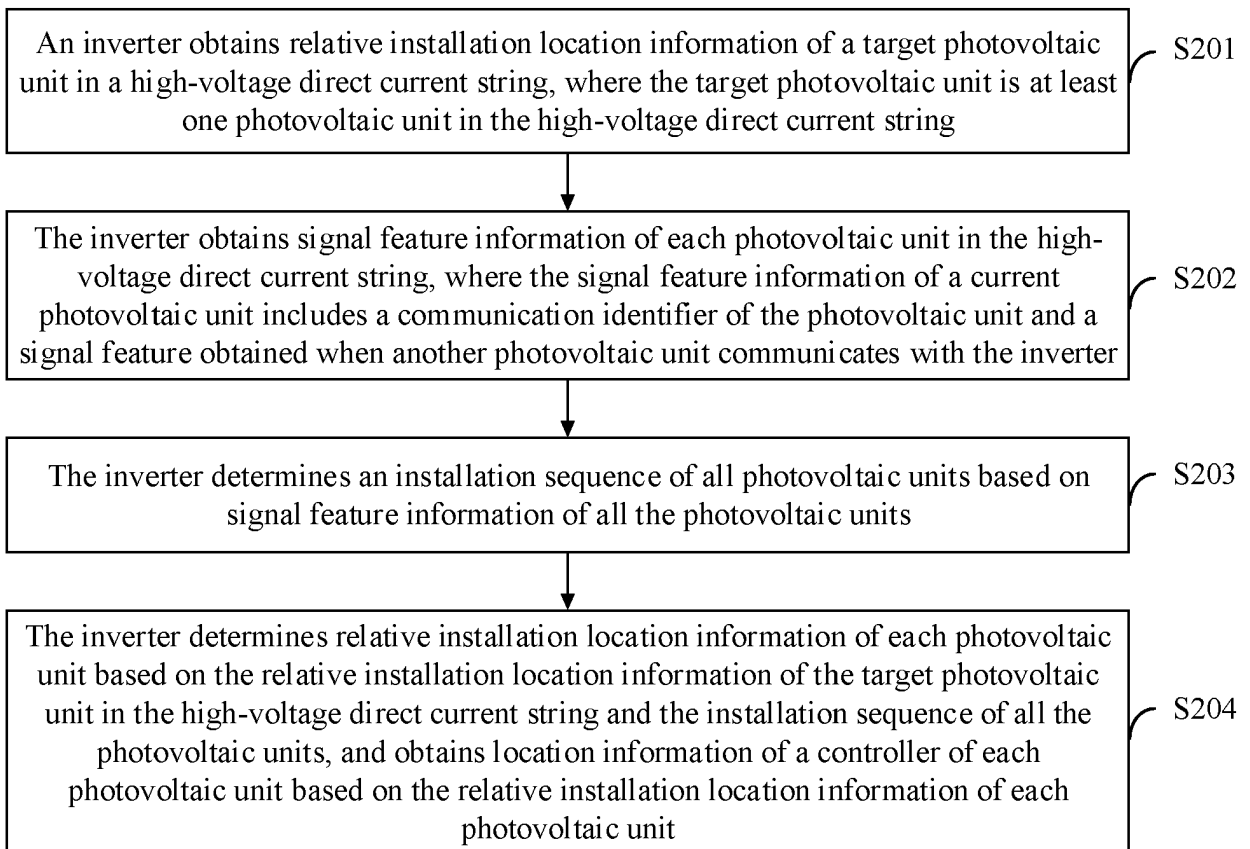 An inverter obtains relative installation location information of a target photovoltaic
unit in a high-voltage direct current string, where the target photovoltaic unit is at least
one photovoltaic unit in the high-voltage direct current string
S201
The inverter obtains signal feature information of each photovoltaic unit in the high-
voltage direct current string, where the signal feature information of a current
photovoltaic unit includes a communication identifier of the photovoltaic unit and a
signal feature obtained when another photovoltaic unit communicates with the inverter
S202
The inverter determines an installation sequence of all photovoltaic units based on
signal feature information of all the photovoltaic units
S203
The inverter determines relative installation location information of each photovoltaic
unit based on the relative installation location information of the target photovoltaic
unit in the high-voltage direct current string and the installation sequence of all the
photovoltaic units, and obtains location information of a controller of each
photovoltaic unit based on the relative installation location information of each
photovoltaic unit
S204